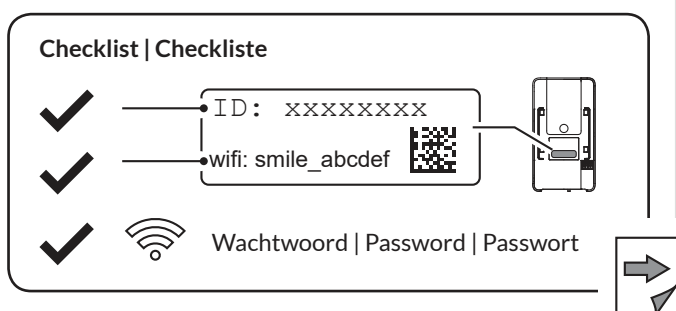 Checklist | Checkliste
ID: xxxxxxxx
wifi: smile_abcdef
Wachtwoord | Password | Passwort